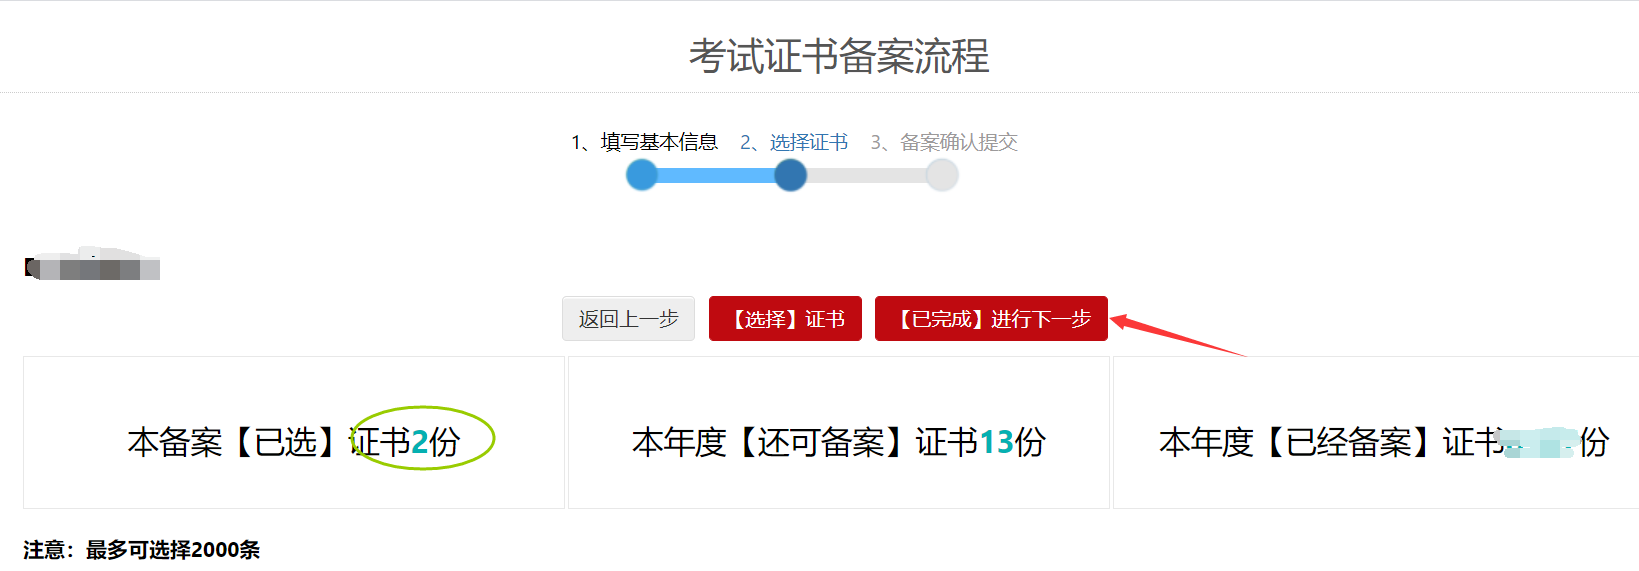 考试证书备案流程
1、填写基本信息 2、选择证书 3、备案确认提交
返回上一步 【选择】证书 【已完成】进行下一步
本备案【已选】证书2份 本年度【还可备案】证书13份 本年度【已经备案】证书 份
注意：最多可选择2000条